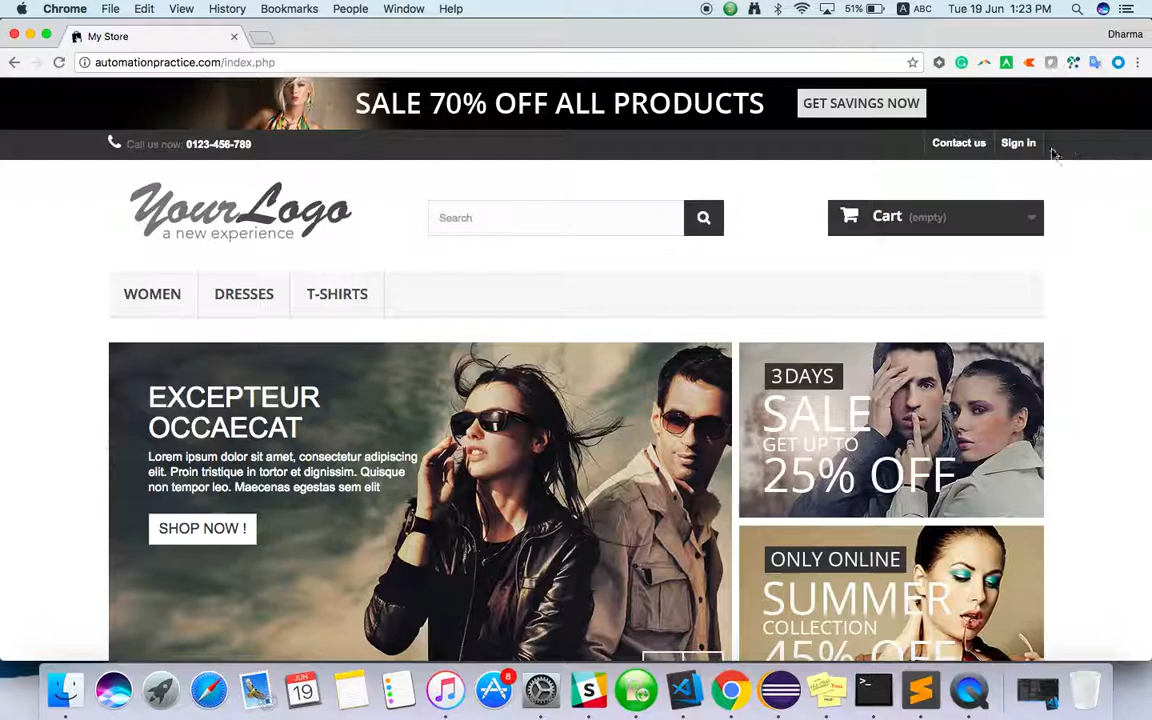 Chrome File Edit View History Bookmarks People Window Help 51% A ABC Tue 19 Jun 1:23 PM
My Store Dharma
automationpractice.com/index.php
SALE 70% OFF ALL PRODUCTS GET SAVINGS NOW
Call us now: 0123-456-789 Contact us Sign in
YourLogo
a new experience
Search
Cart (empty)
WOMEN DRESSES T-SHIRTS
EXCEPTEUR
OCCAECAT
Lorem ipsum dolor sit amet, consectetur adipiscing
elit. Proin tristique in tortor et dignissim. Quisque
non tempor leo. Maecenas egestas sem elit
SHOP NOW !
3 DAYS
SALE
GET UP TO
25% OFF
ONLY ONLINE
SUMMER
COLLECTION
45% OFF
JUN
19
8